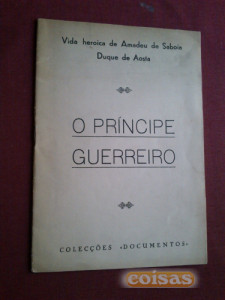 Vida heroica de Amadeu de Saboia
Duque de Aosta
O PRÍNCIPE
GUERREIRO
COLECÇÕES «DOCUMENTOS»
coisas